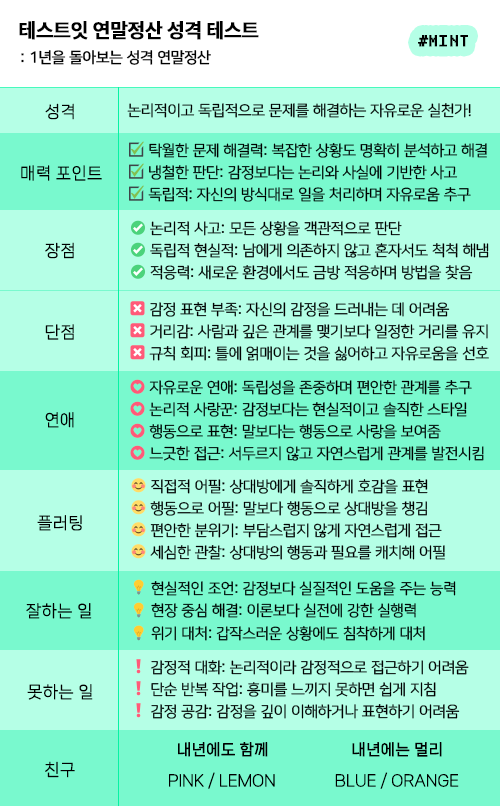 테스트잇 연말정산 성격 테스트
: 1년을 돌아보는 성격 연말정산
#MINT
성격
논리적이고 독립적으로 문제를 해결하는 자유로운 실천가!
매력 포인트
탁월한 문제 해결력: 복잡한 상황도 명확히 분석하고 해결
냉철한 판단: 감정보다는 논리와 사실에 기반한 사고
독립적: 자신의 방식대로 일을 처리하며 자유로움 추구
장점
논리적 사고: 모든 상황을 객관적으로 판단
독립적 현실적: 남에게 의존하지 않고 혼자서도 척척 해냄
적응력: 새로운 환경에서도 금방 적응하며 방법을 찾음
단점
감정 표현 부족: 자신의 감정을 드러내는 데 어려움
거리감: 사람과 깊은 관계를 맺기보다 일정한 거리를 유지
규칙 회피: 틀에 얽매이는 것을 싫어하고 자유로움을 선호
연애
자유로운 연애: 독립성을 존중하며 편안한 관계를 추구
논리적 사랑꾼: 감정보다는 현실적이고 솔직한 스타일
행동으로 표현: 말보다는 행동으로 사랑을 보여줌
느긋한 접근: 서두르지 않고 자연스럽게 관계를 발전시킴
플러팅
직접적 어필: 상대방에게 솔직하게 호감을 표현
행동으로 어필: 말보다 행동으로 상대방을 챙김
편안한 분위기: 부담스럽지 않게 자연스럽게 접근
세심한 관찰: 상대방의 행동과 필요를 캐치해 어필
잘하는 일
현실적인 조언: 감정보다 실질적인 도움을 주는 능력
현장 중심 해결: 이론보다 실전에 강한 실행력
위기 대처: 갑작스러운 상황에도 침착하게 대처
못하는 일
감정적 대화: 논리적이라 감정적으로 접근하기 어려움
단순 반복 작업: 흥미를 느끼지 못하면 쉽게 지침
감정 공감: 감정을 깊이 이해하거나 표현하기 어려움
친구
내년에도 함께
내년에는 멀리
PINK / LEMON
BLUE / ORANGE